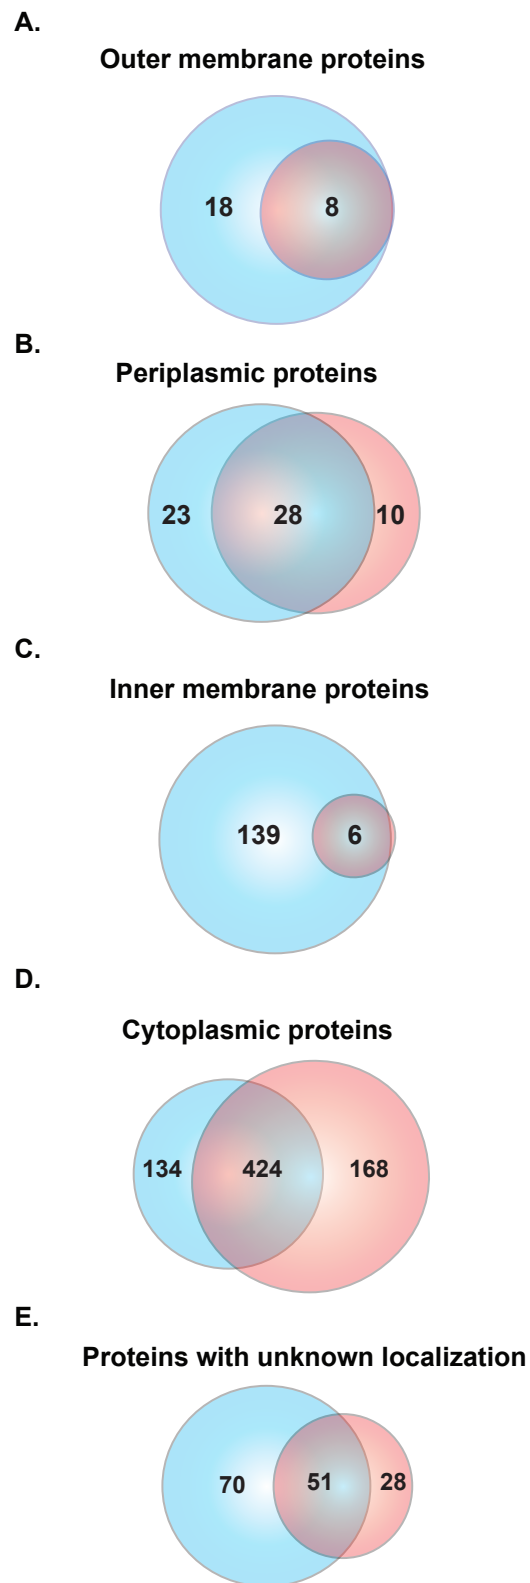 A.
Outer membrane proteins
18 8
B.
Periplasmic proteins
23 28 10
C.
Inner membrane proteins
139 6
D.
Cytoplasmic proteins
134 424 168
E.
Proteins with unknown localization
70 51 28